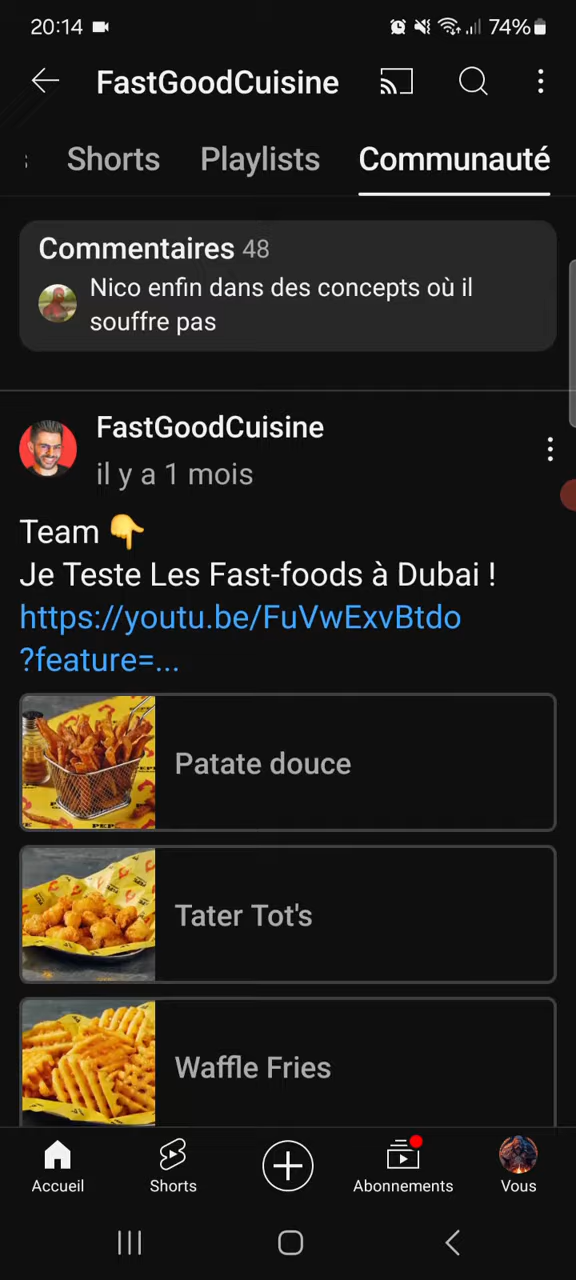 20:14
74%
FastGoodCuisine
Shorts
Playlists
Communauté
Commentaires 48
Nico enfin dans des concepts où il
souffre pas
FastGoodCuisine
il y a 1 mois
Team 👇
Je Teste Les Fast-foods à Dubai !
https://youtu.be/FuVwExvBtdo
?feature=...
Patate douce
Tater Tot's
Waffle Fries
Accueil
Shorts
Abonnements
Vous